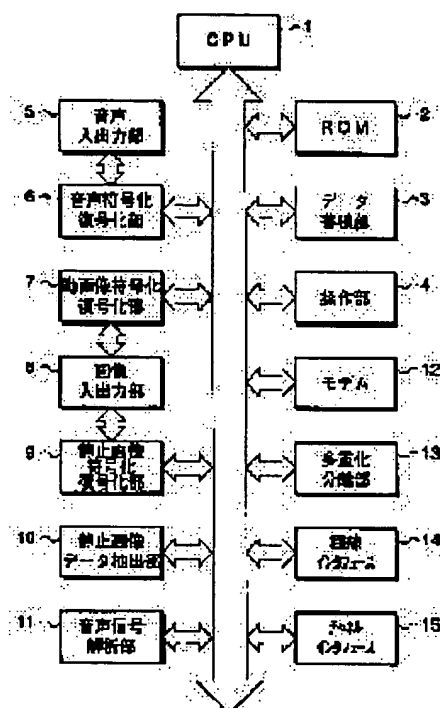 CPU
1
5
音声
入出力部
ROM
2
6
音声符号化
復号化部
データ
蓄積部
3
7
動画像符号化
復号化部
操作部
4
8
画像
入出力部
モデム
12
9
静止画像
符号化
復号化部
多重化
分離部
13
10
静止画像
データ抽出部
回線
インタフェース
14
11
音声信号
解析部
チャネル
インタフェース
15